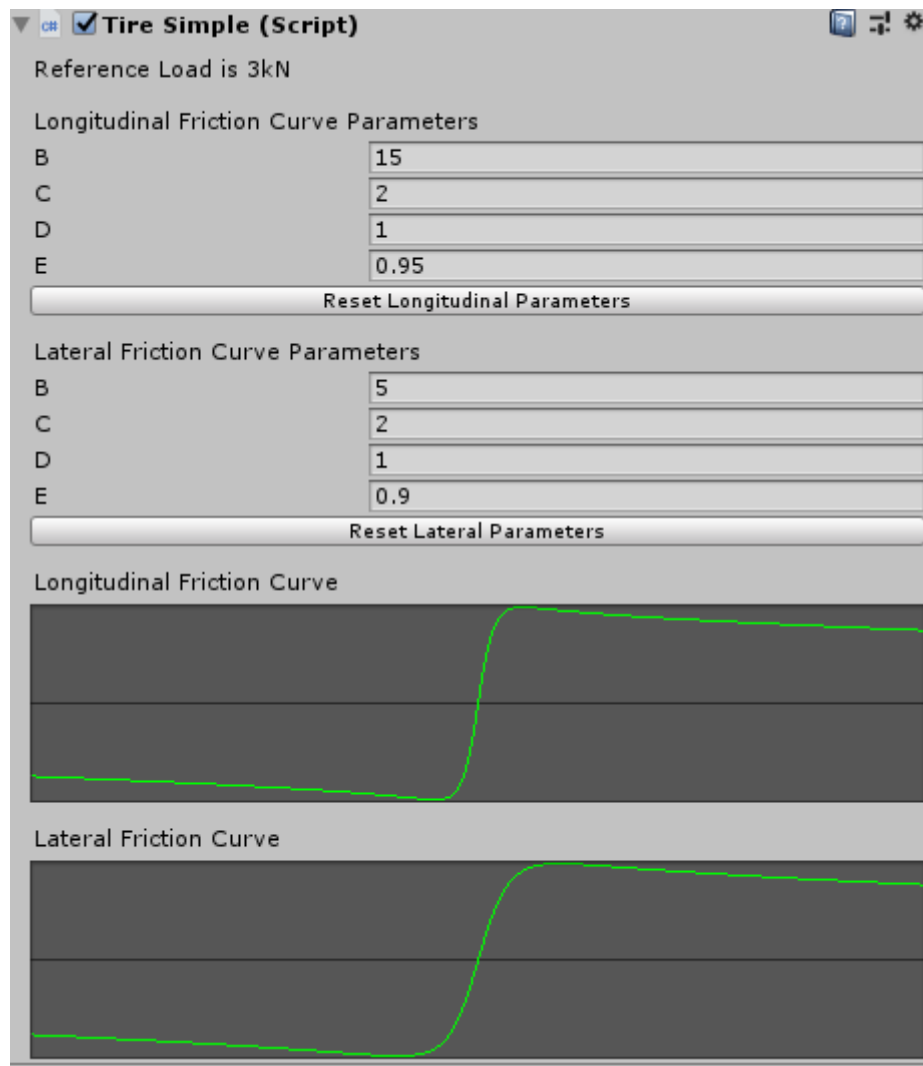 c# Tire Simple (Script)
Reference Load is 3kN
Longitudinal Friction Curve Parameters
B 15
C 2
D 1
E 0.95
Reset Longitudinal Parameters
Lateral Friction Curve Parameters
B 5
C 2
D 1
E 0.9
Reset Lateral Parameters
Longitudinal Friction Curve
Lateral Friction Curve